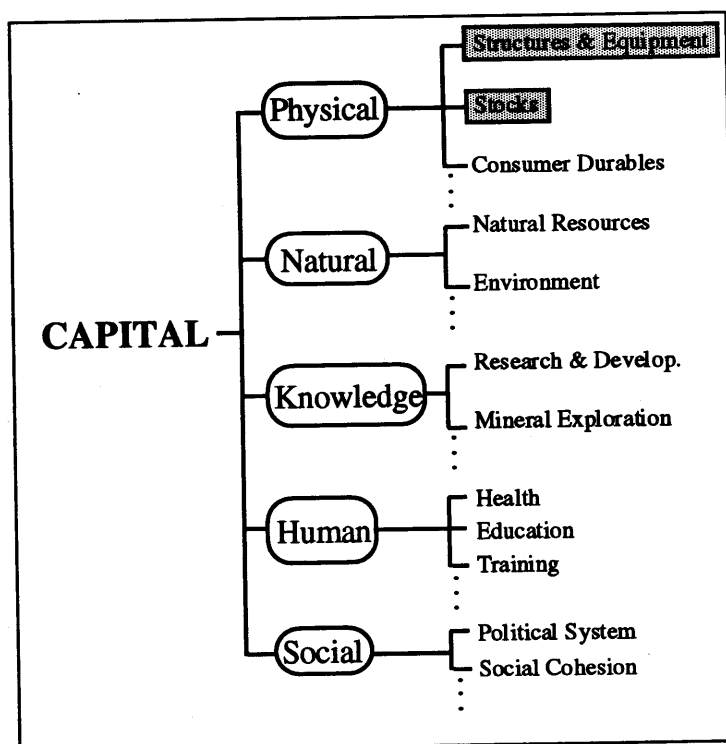 CAPITAL
Physical
Structures & Equipment
Stocks
Consumer Durables
Natural
Natural Resources
Environment
Knowledge
Research & Develop.
Mineral Exploration
Human
Health
Education
Training
Social
Political System
Social Cohesion